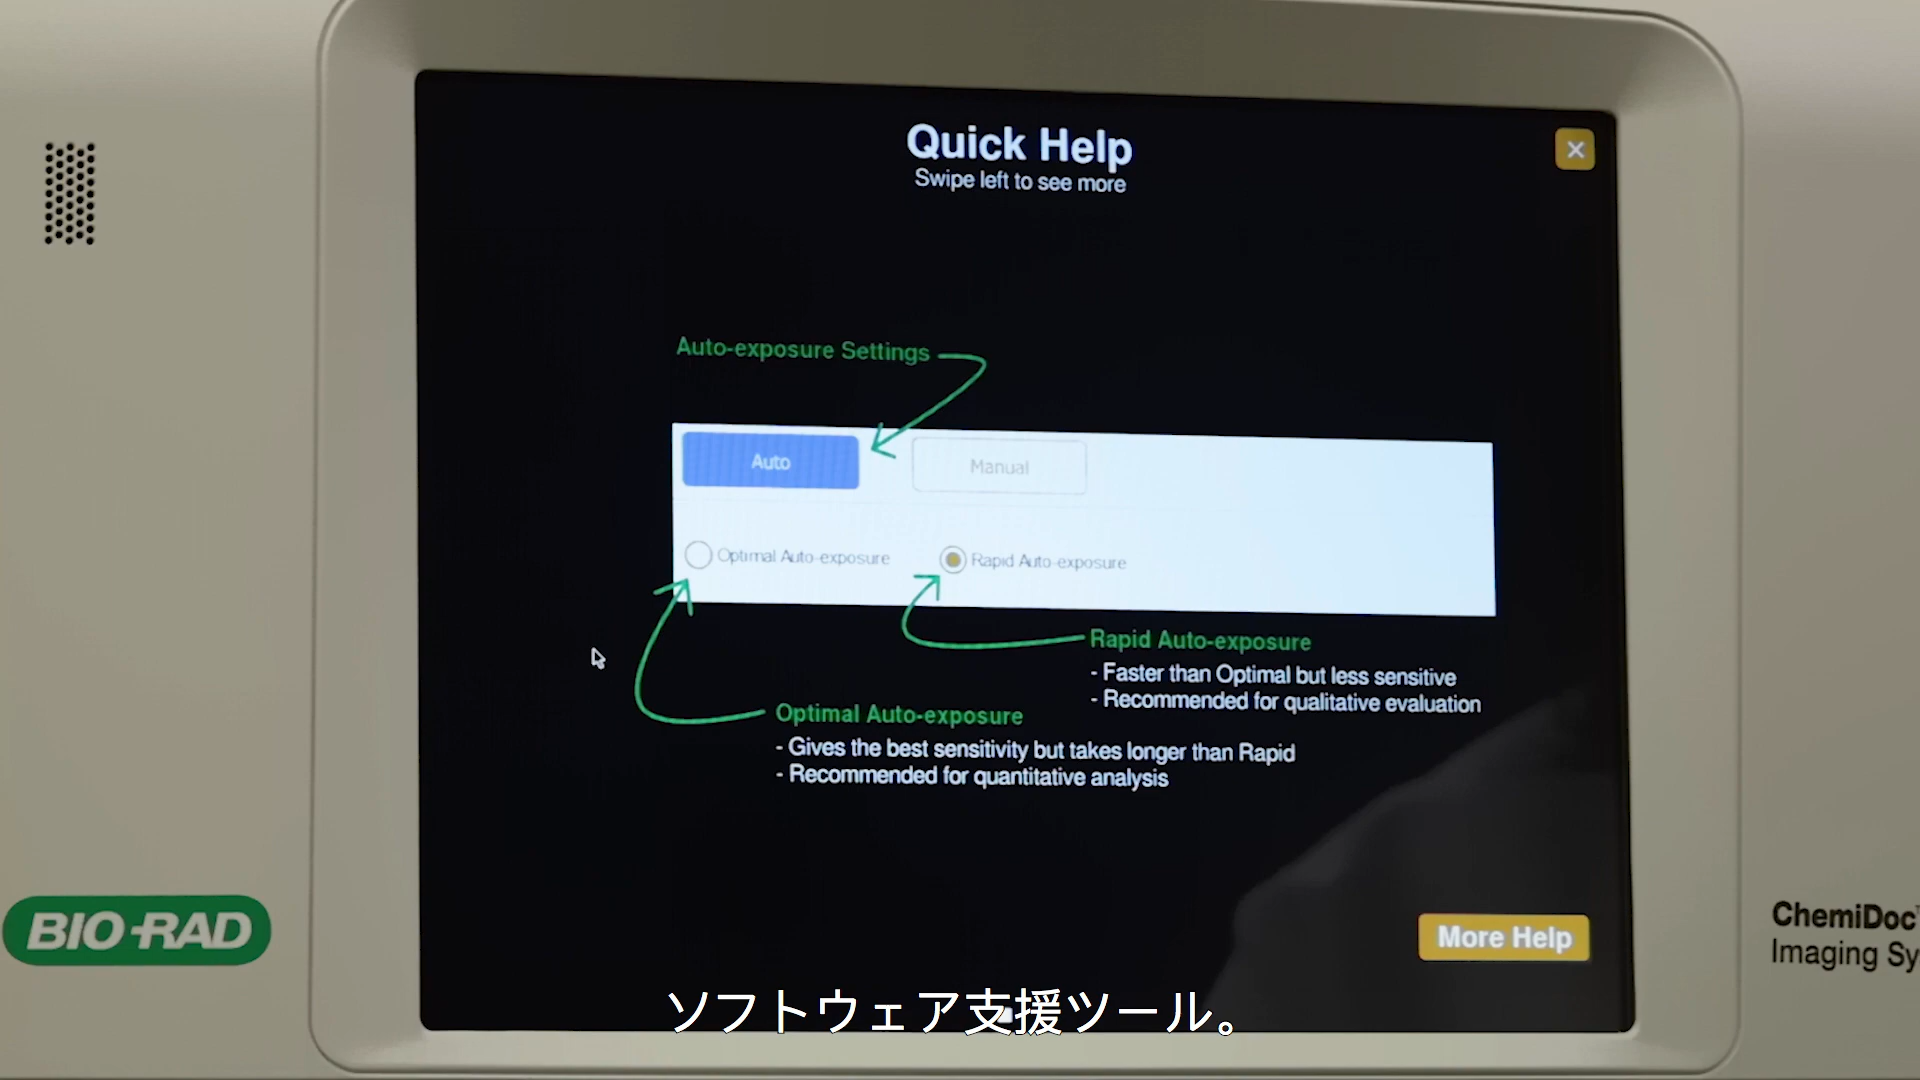 Quick Help
Swipe left to see more
Auto-exposure Settings
Auto
Manual
Optimal Auto-exposure
Rapid Auto-exposure
Rapid Auto-exposure
- Faster than Optimal but less sensitive
- Recommended for qualitative evaluation
Optimal Auto-exposure
- Gives the best sensitivity but takes longer than Rapid
- Recommended for quantitative analysis
More Help
BIO-RAD
ChemiDoc
Imaging Sy
ソフトウェア支援ツール。